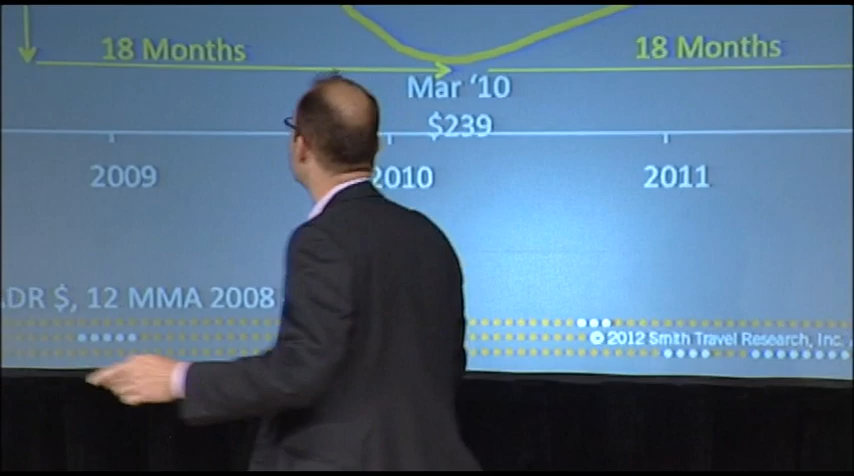 18 Months
18 Months
Mar '10
$239
2009
2010
2011
ADR $, 12 MMA 2008
© 2012 Smith Travel Research, Inc.